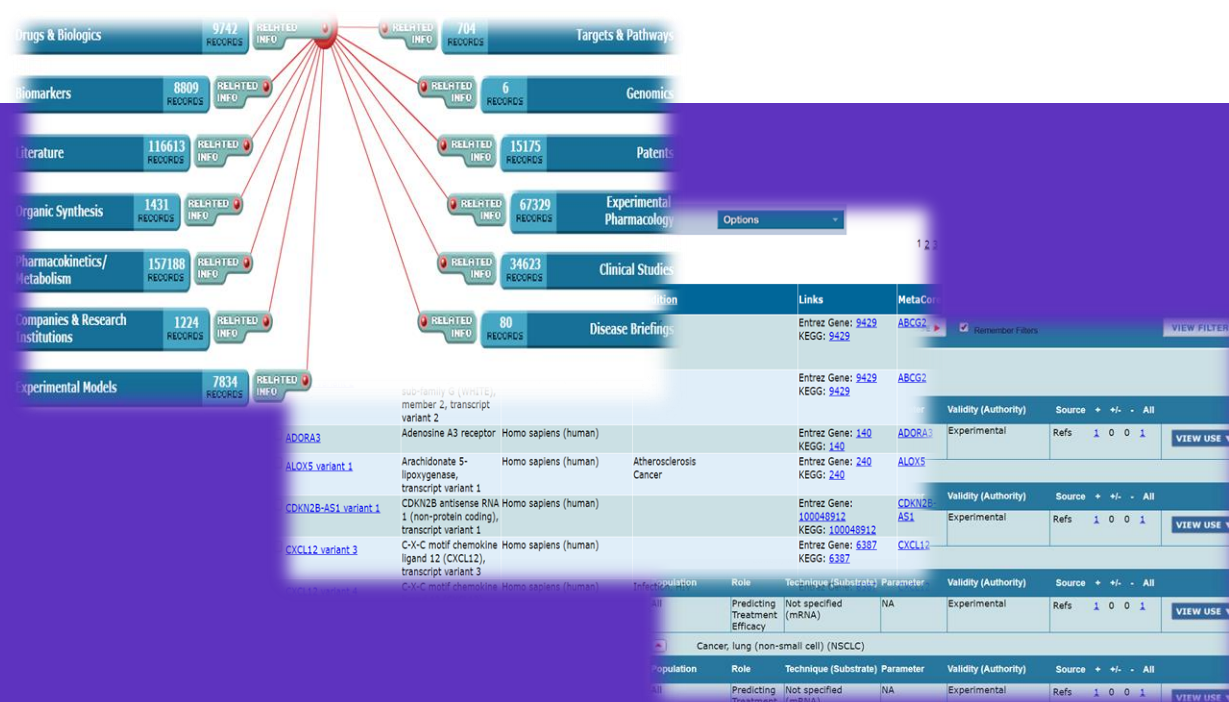 Drugs & Biologics 9742 RECORDS RELATED INFO
RELATED INFO 704 RECORDS Targets & Pathways
Biomarkers 8809 RECORDS RELATED INFO
RELATED INFO 6 RECORDS Genomics
Literature 116613 RECORDS RELATED INFO
RELATED INFO 15175 RECORDS Patents
Organic Synthesis 1431 RECORDS RELATED INFO
RELATED INFO 67329 RECORDS Experimental Pharmacology
Pharmacokinetics/ Metabolism 157188 RECORDS RELATED INFO
RELATED INFO 34623 RECORDS Clinical Studies
Companies & Research Institutions 1224 RECORDS RELATED INFO
RELATED INFO 80 RECORDS Disease Briefings
Experimental Models 7834 RECORDS RELATED INFO
Options
1 2 3
Links MetaCore
Entrez Gene: 9429 ABCG2
KEGG: 9429
Remember Filters VIEW FILTER
Entrez Gene: 9429 ABCG2
KEGG: 9429
sub-family G (WHITE),
member 2, transcript
variant 2
ADORA3 Adenosine A3 receptor Homo sapiens (human) Entrez Gene: 140 ADORA3
KEGG: 140
ALOX5 variant 1 Arachidonate 5- Homo sapiens (human) Atherosclerosis Entrez Gene: 240 ALOX5
lipoxygenase, Cancer KEGG: 240
transcript variant 1
CDKN2B-AS1 variant 1 CDKN2B antisense RNA Homo sapiens (human) Entrez Gene: CDKN2B-
1 (non-protein coding), 100048912 AS1
transcript variant 1 KEGG: 100048912
CXCL12 variant 3 C-X-C motif chemokine Homo sapiens (human) Entrez Gene: 6387 CXCL12
ligand 12 (CXCL12), KEGG: 6387
transcript variant 3
C-X-C motif chemokine Homo sapiens (human)
Validity (Authority) Source + +/- - All
Experimental Refs 1 0 0 1 VIEW USE
Validity (Authority) Source + +/- - All
Experimental Refs 1 0 0 1 VIEW USE
Population Role Technique (Substrate) Parameter Validity (Authority) Source + +/- - All
All Predicting Not specified NA Experimental Refs 1 0 0 1 VIEW USE
Treatment (mRNA)
Efficacy
Cancer, lung (non-small cell) (NSCLC)
Population Role Technique (Substrate) Parameter Validity (Authority) Source + +/- - All
All Predicting Not specified NA Experimental Refs 1 0 0 1 VIEW USE
Treatment (mRNA)